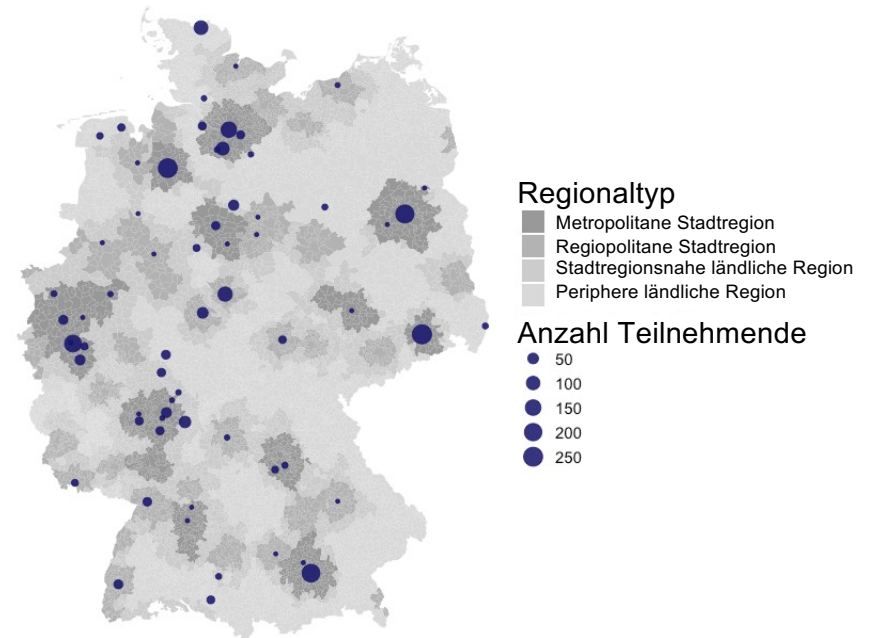 Regionaltyp
Metropolitane Stadtregion
Regiopolitane Stadtregion
Stadtregionsnahe ländliche Region
Periphere ländliche Region
Anzahl Teilnehmende
50
100
150
200
250